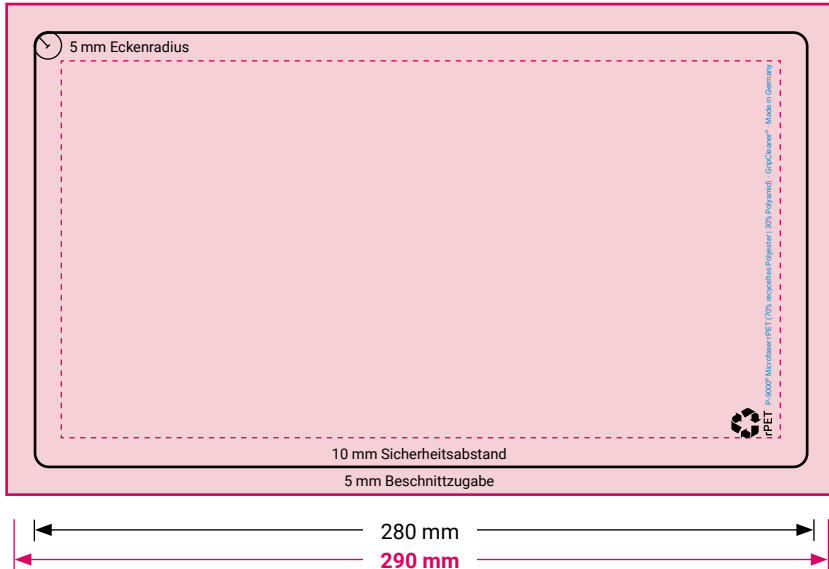 5 mm Eckenradius
P-9000® Microfaser rPET (70% recyceltes Polyester | 30% Polyamid) · GripCleaner® · Made in Germany
rPET
10 mm Sicherheitsabstand
5 mm Beschnittzugabe
280 mm
290 mm